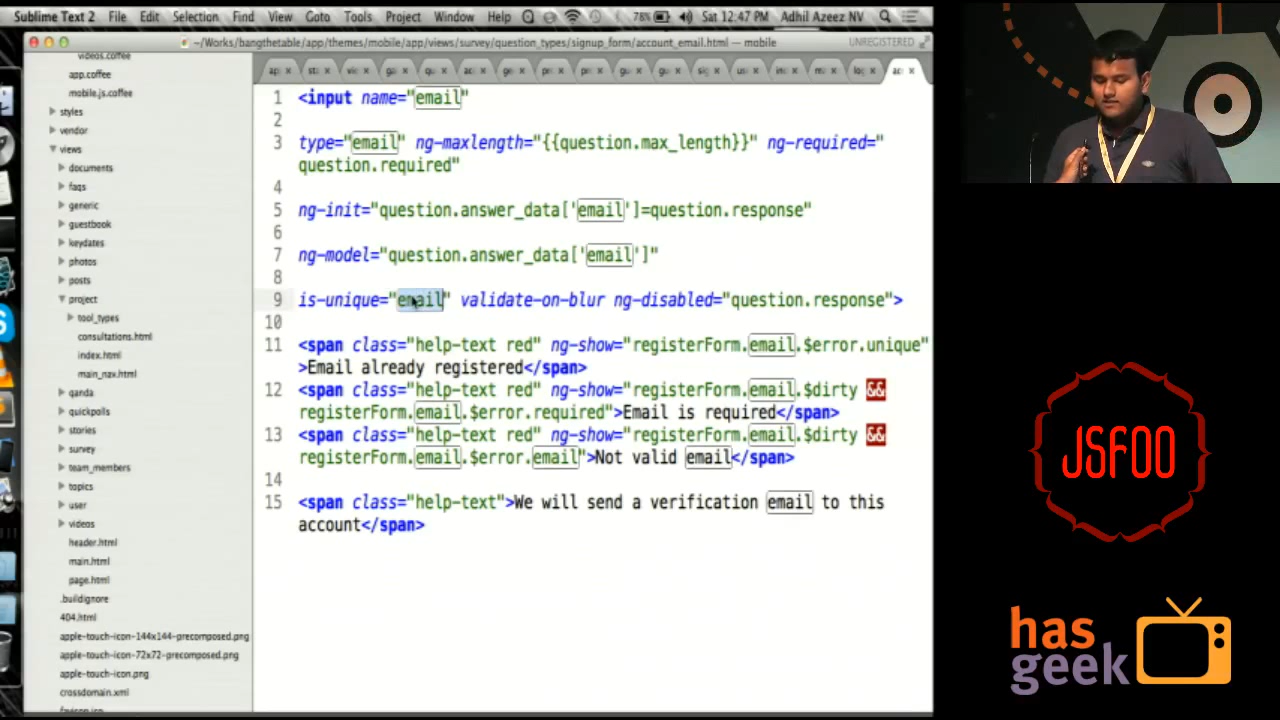 Sublime Text 2 File Edit Selection Find View Goto Tools Project Window Help 78% Sat 12:47 PM Adhil Azeez NV
~/Works/bangthetable/app/themes/mobile/app/views/survey/question_types/signup_form/account_email.html — mobile
UNREGISTERED
videos.coffee
app.coffee
mobile.js.coffee
styles
vendor
views
documents
faqs
generic
guestbook
keydates
photos
posts
project
tool_types
consultations.html
index.html
main_nav.html
qanda
quickpolls
stories
survey
team_members
topics
user
videos
header.html
main.html
page.html
.buildignore
404.html
apple-touch-icon-144x144-precomposed.png
apple-touch-icon-72x72-precomposed.png
apple-touch-icon.png
crossdomain.xml
favicon.ico
1 <input name="email"
2
3 type="email" ng-maxlength="{{question.max_length}}" ng-required="
question.required"
4
5 ng-init="question.answer_data['email']=question.response"
6
7 ng-model="question.answer_data['email']"
8
9 is-unique="email" validate-on-blur ng-disabled="question.response">
10
11 <span class="help-text red" ng-show="registerForm.email.$error.unique"
>Email already registered</span>
12 <span class="help-text red" ng-show="registerForm.email.$dirty &&
registerForm.email.$error.required">Email is required</span>
13 <span class="help-text red" ng-show="registerForm.email.$dirty &&
registerForm.email.$error.email">Not valid email</span>
14
15 <span class="help-text">We will send a verification email to this
account</span>
JSFOO
has
geek